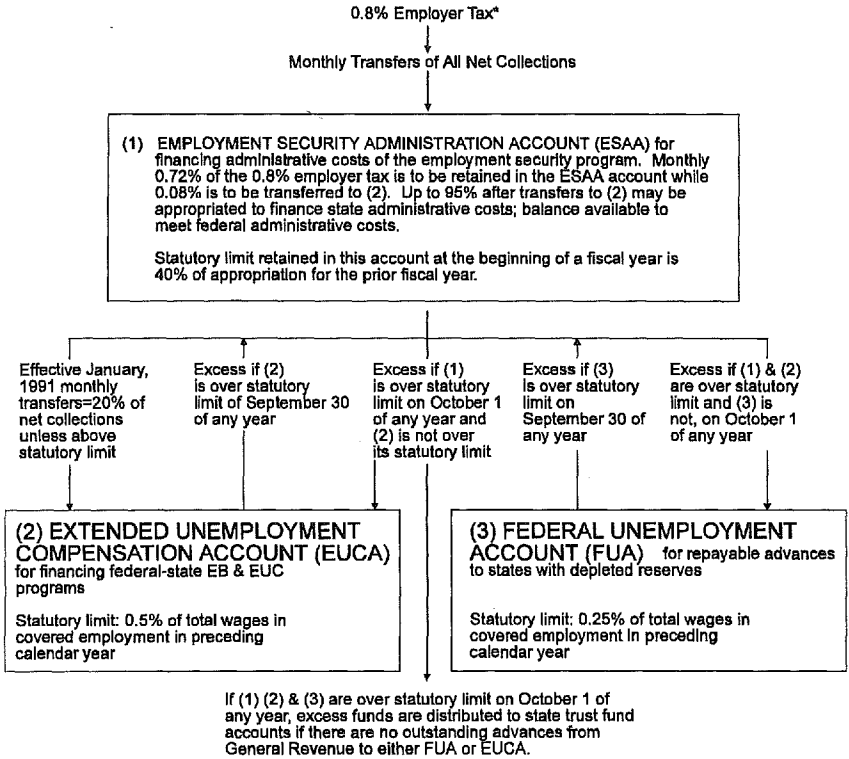 0.8% Employer Tax*
Monthly Transfers of All Net Collections
(1) EMPLOYMENT SECURITY ADMINISTRATION ACCOUNT (ESAA) for
financing administrative costs of the employment security program. Monthly
0.72% of the 0.8% employer tax is to be retained in the ESAA account while
0.08% is to be transferred to (2). Up to 95% after transfers to (2) may be
appropriated to finance state administrative costs; balance available to
meet federal administrative costs.
Statutory limit retained in this account at the beginning of a fiscal year is
40% of appropriation for the prior fiscal year.
Effective January,
1991 monthly
transfers=20% of
net collections
unless above
statutory limit
Excess if (2)
is over statutory
limit of September 30
of any year
Excess if (1)
is over statutory
limit on October 1
of any year and
(2) is not over
its statutory limit
Excess if (3)
is over statutory
limit on
September 30 of
any year
Excess if (1) & (2)
are over statutory
limit and (3) is
not, on October 1
of any year
(2) EXTENDED UNEMPLOYMENT
COMPENSATION ACCOUNT (EUCA)
for financing federal-state EB & EUC
programs
Statutory limit: 0.5% of total wages in
covered employment in preceding
calendar year
(3) FEDERAL UNEMPLOYMENT
ACCOUNT (FUA) for repayable advances
to states with depleted reserves
Statutory limit: 0.25% of total wages in
covered employment in preceding
calendar year
If (1) (2) & (3) are over statutory limit on October 1 of
any year, excess funds are distributed to state trust fund
accounts if there are no outstanding advances from
General Revenue to either FUA or EUCA.